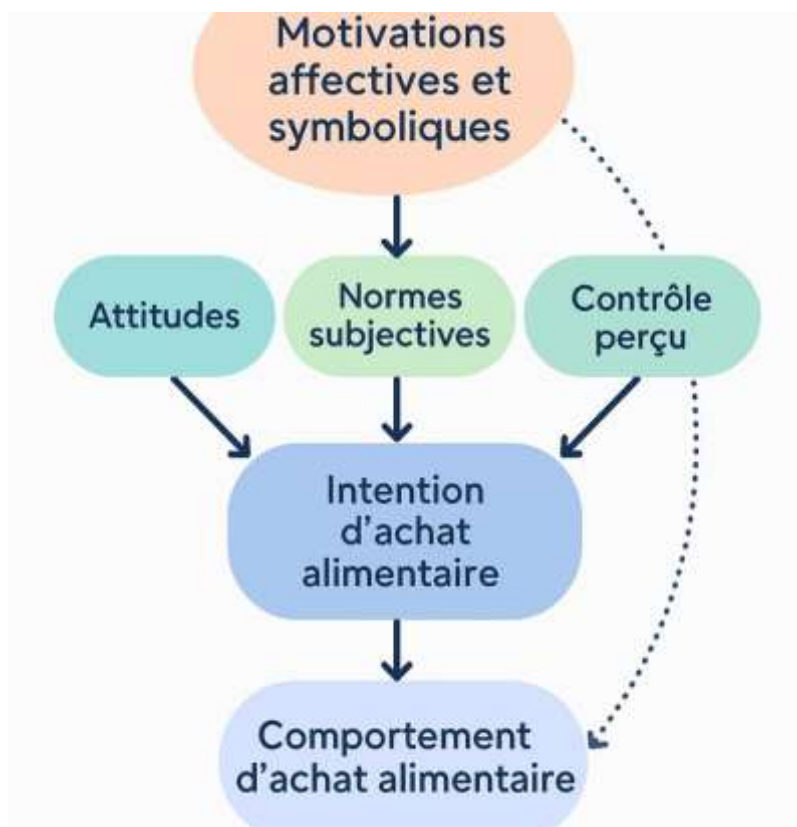 Motivations
affectives et
symboliques
Attitudes
Normes
subjectives
Contrôle
perçu
Intention
d’achat
alimentaire
Comportement
d’achat alimentaire